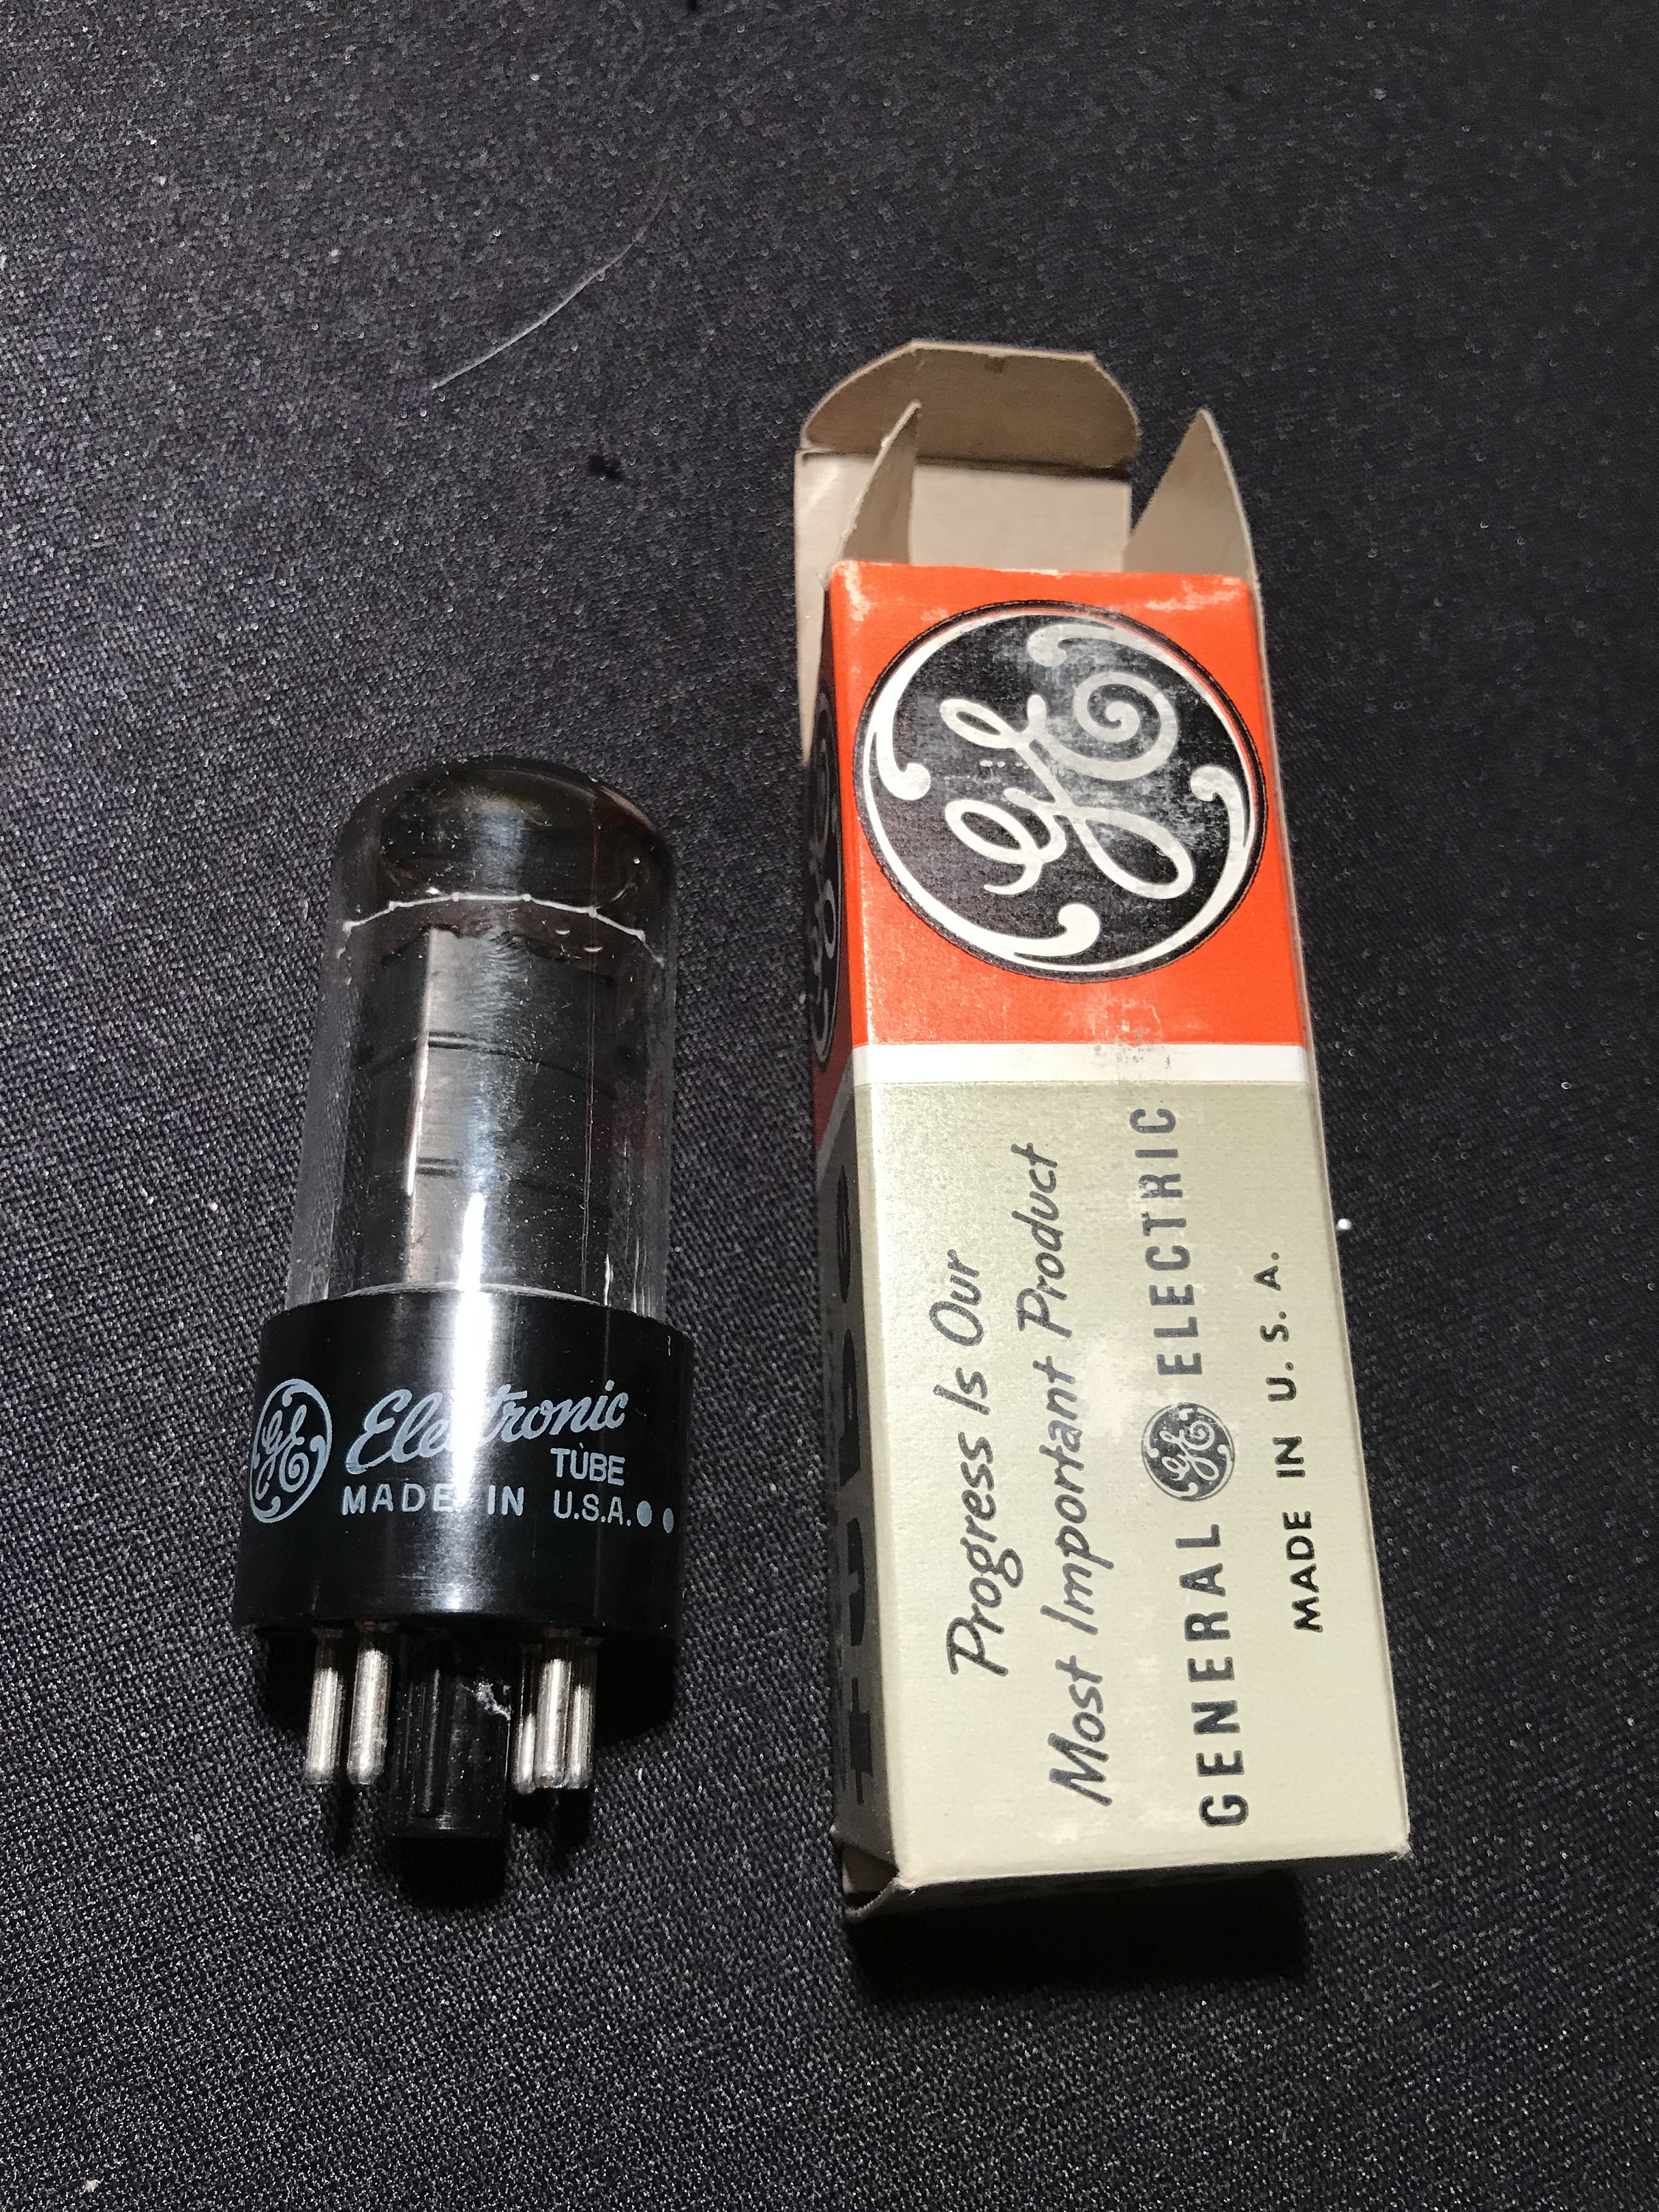 GE
Electronic
TUBE
MADE IN U.S.A.
GE
Progress Is Our
Most Important Product
GENERAL GE ELECTRIC
MADE IN U.S.A.